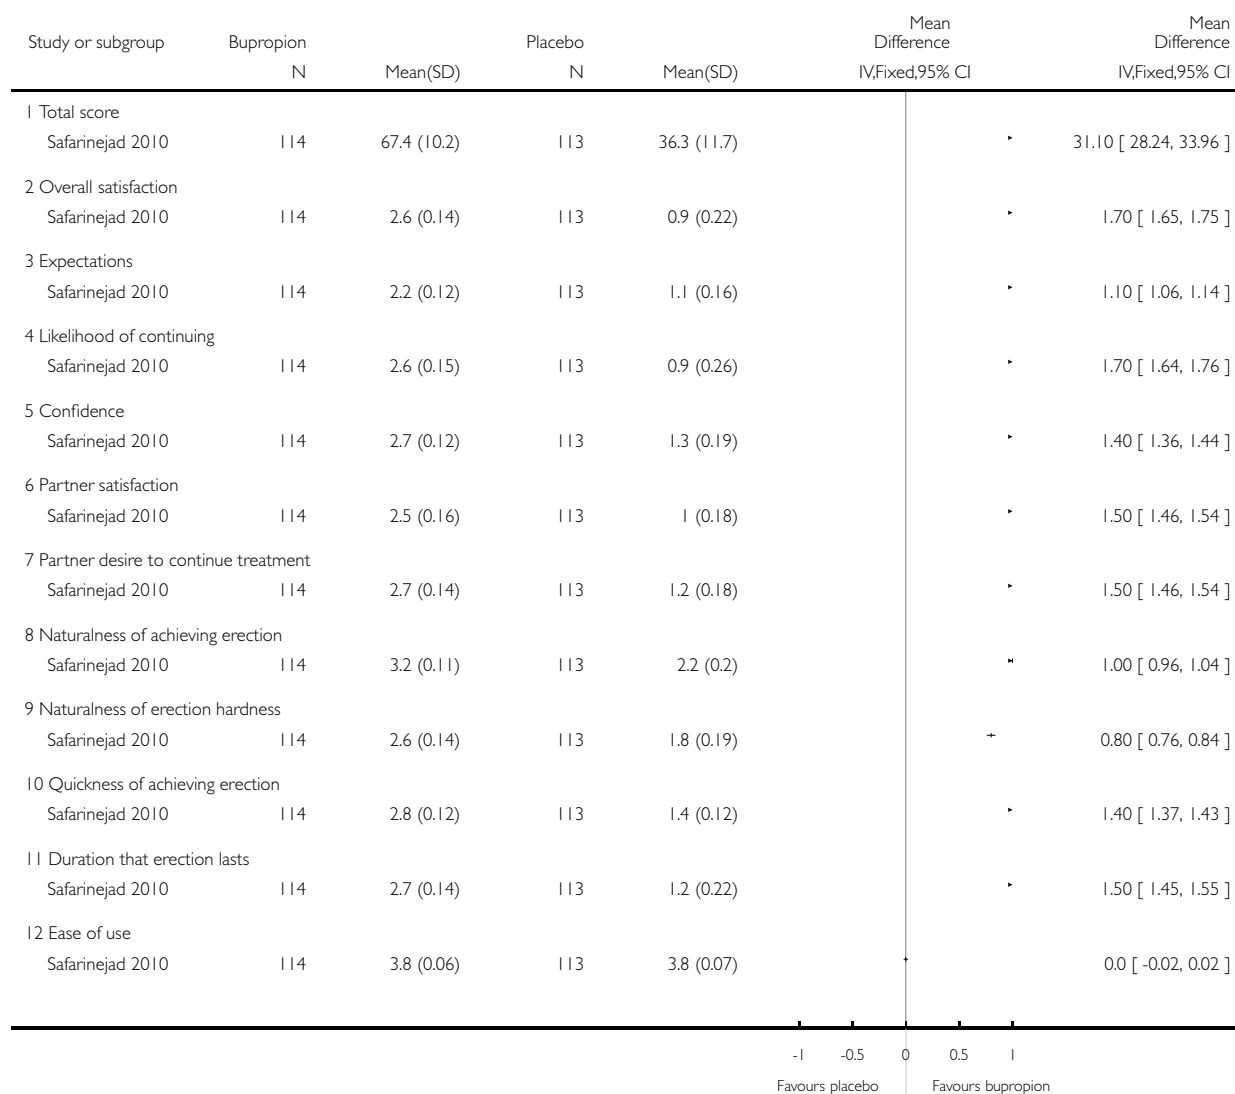 Mean Mean
Study or subgroup Bupropion Placebo Difference Difference
N Mean(SD) N Mean(SD) IV,Fixed,95% CI IV,Fixed,95% CI
1 Total score
Safarinejad 2010 114 67.4 (10.2) 113 36.3 (11.7) 31.10 [ 28.24, 33.96 ]
2 Overall satisfaction
Safarinejad 2010 114 2.6 (0.14) 113 0.9 (0.22) 1.70 [ 1.65, 1.75 ]
3 Expectations
Safarinejad 2010 114 2.2 (0.12) 113 1.1 (0.16) 1.10 [ 1.06, 1.14 ]
4 Likelihood of continuing
Safarinejad 2010 114 2.6 (0.15) 113 0.9 (0.26) 1.70 [ 1.64, 1.76 ]
5 Confidence
Safarinejad 2010 114 2.7 (0.12) 113 1.3 (0.19) 1.40 [ 1.36, 1.44 ]
6 Partner satisfaction
Safarinejad 2010 114 2.5 (0.16) 113 1 (0.18) 1.50 [ 1.46, 1.54 ]
7 Partner desire to continue treatment
Safarinejad 2010 114 2.7 (0.14) 113 1.2 (0.18) 1.50 [ 1.46, 1.54 ]
8 Naturalness of achieving erection
Safarinejad 2010 114 3.2 (0.11) 113 2.2 (0.2) 1.00 [ 0.96, 1.04 ]
9 Naturalness of erection hardness
Safarinejad 2010 114 2.6 (0.14) 113 1.8 (0.19) 0.80 [ 0.76, 0.84 ]
10 Quickness of achieving erection
Safarinejad 2010 114 2.8 (0.12) 113 1.4 (0.12) 1.40 [ 1.37, 1.43 ]
11 Duration that erection lasts
Safarinejad 2010 114 2.7 (0.14) 113 1.2 (0.22) 1.50 [ 1.45, 1.55 ]
12 Ease of use
Safarinejad 2010 114 3.8 (0.06) 113 3.8 (0.07) 0.0 [ -0.02, 0.02 ]
-1 -0.5 0 0.5 1
Favours placebo Favours bupropion